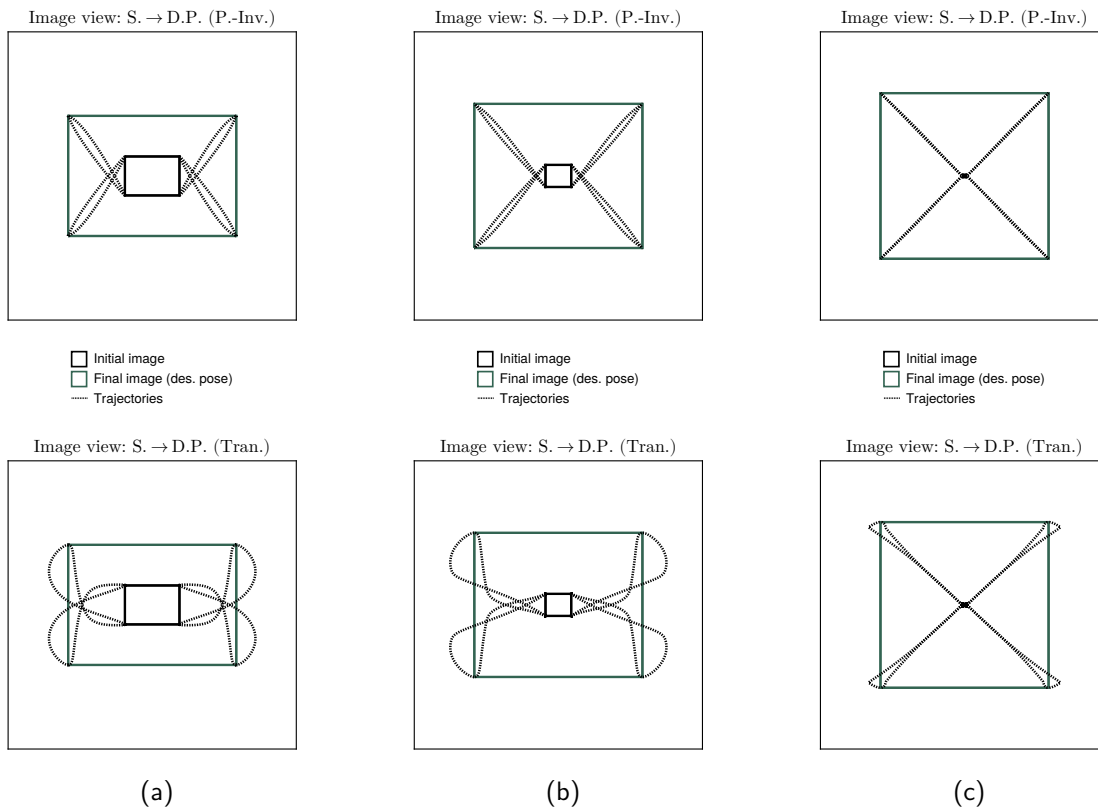 Image view: S. → D.P. (P.-Inv.)
Image view: S. → D.P. (P.-Inv.)
Image view: S. → D.P. (P.-Inv.)
Initial image
Final image (des. pose)
Trajectories
Initial image
Final image (des. pose)
Trajectories
Initial image
Final image (des. pose)
Trajectories
Image view: S. → D.P. (Tran.)
Image view: S. → D.P. (Tran.)
Image view: S. → D.P. (Tran.)
(a)
(b)
(c)